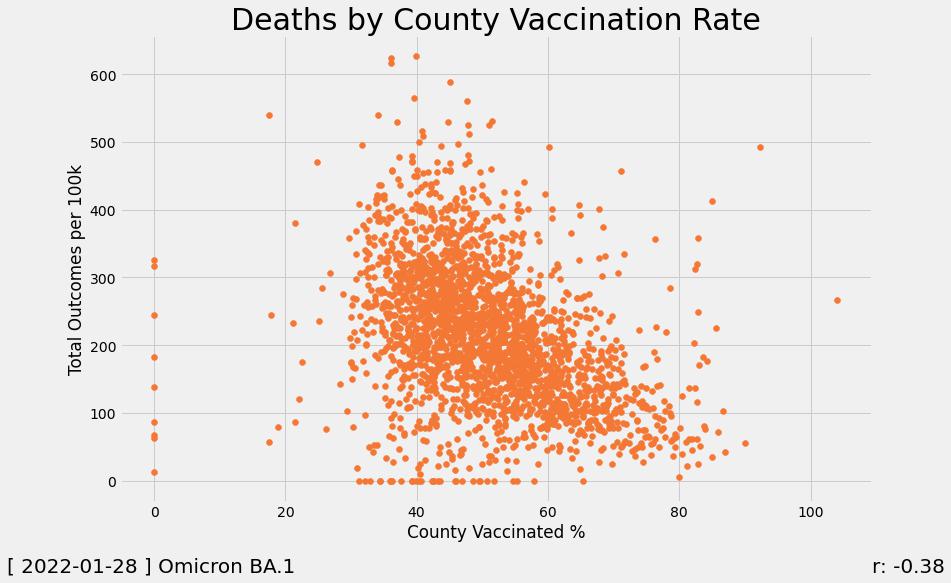 Deaths by County Vaccination Rate
Total Outcomes per 100k
600
500
400
300
200
100
0
0 20 40 60 80 100
County Vaccinated %
[ 2022-01-28 ] Omicron BA.1 r: -0.38